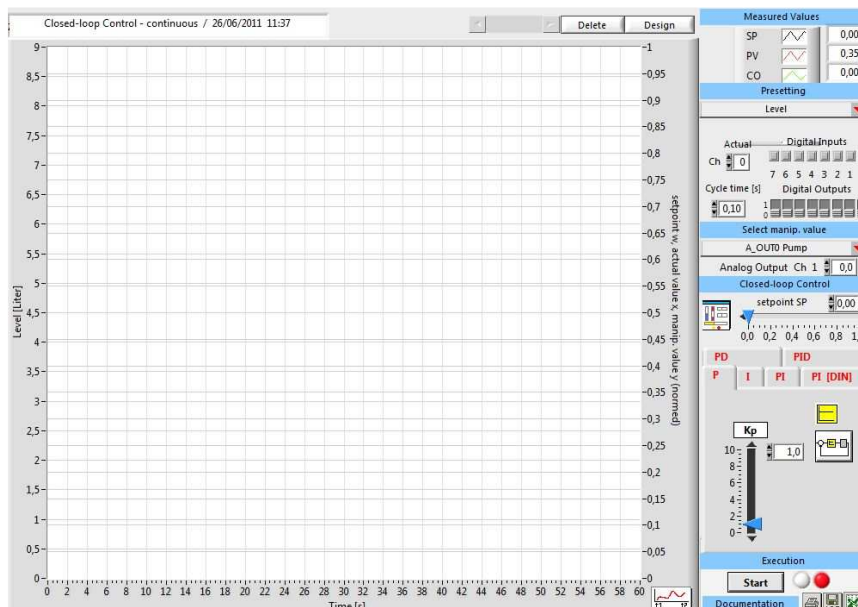 Closed-loop Control - continuous / 26/06/2011 11:37
Delete
Design
Level [Liter]
9
8,5
8
7,5
7
6,5
6
5,5
5
4,5
4
3,5
3
2,5
2
1,5
1
0,5
0
0 2 4 6 8 10 12 14 16 18 20 22 24 26 28 30 32 34 36 38 40 42 44 46 48 50 52 54 56 58 60
Time [s]
1
0,95
0,9
0,85
0,8
0,75
0,7
0,65
0,6
0,55
0,5
0,45
0,4
0,35
0,3
0,25
0,2
0,15
0,1
0,05
0
setpoint w, actual value x, manip. value y (normed)
Measured Values
SP 0,00
PV 0,35
CO 0,00
Presetting
Level
Actual Digital Inputs
Ch 0
7 6 5 4 3 2 1
Cycle time [s] Digital Outputs
0,10 1
0
Select manip. value
A_OUT0 Pump
Analog Output Ch 1 0,0
Closed-loop Control
setpoint SP 0,00
0,0 0,2 0,4 0,6 0,8
PD PID
P I PI PI [DIN]
Kp
1,0
10
8
6
4
2
0
Execution
Start
Documentation